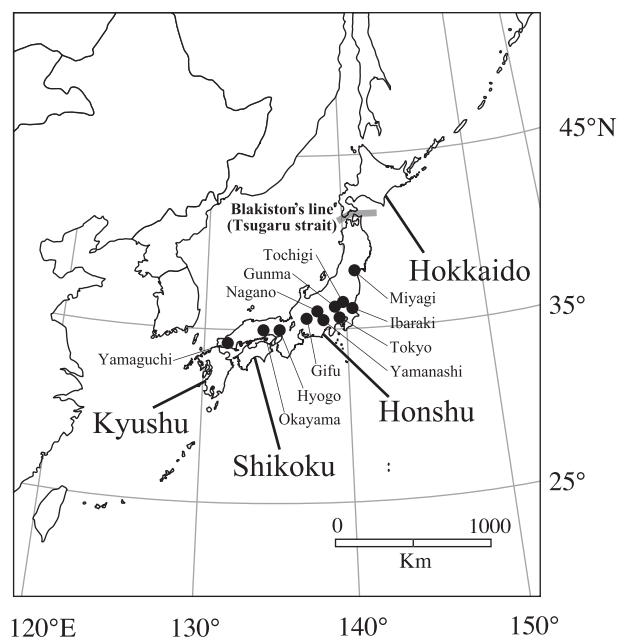 45°N
Blakiston's line
(Tsugaru strait)
Tochigi
Hokkaido
Gunma
Nagano
Miyagi
35°
Ibaraki
Tokyo
Yamaguchi
Yamanashi
Gifu
Hyogo
Honshu
Kyushu
Okayama
Shikoku
25°
0 1000
Km
120°E 130° 140° 150°